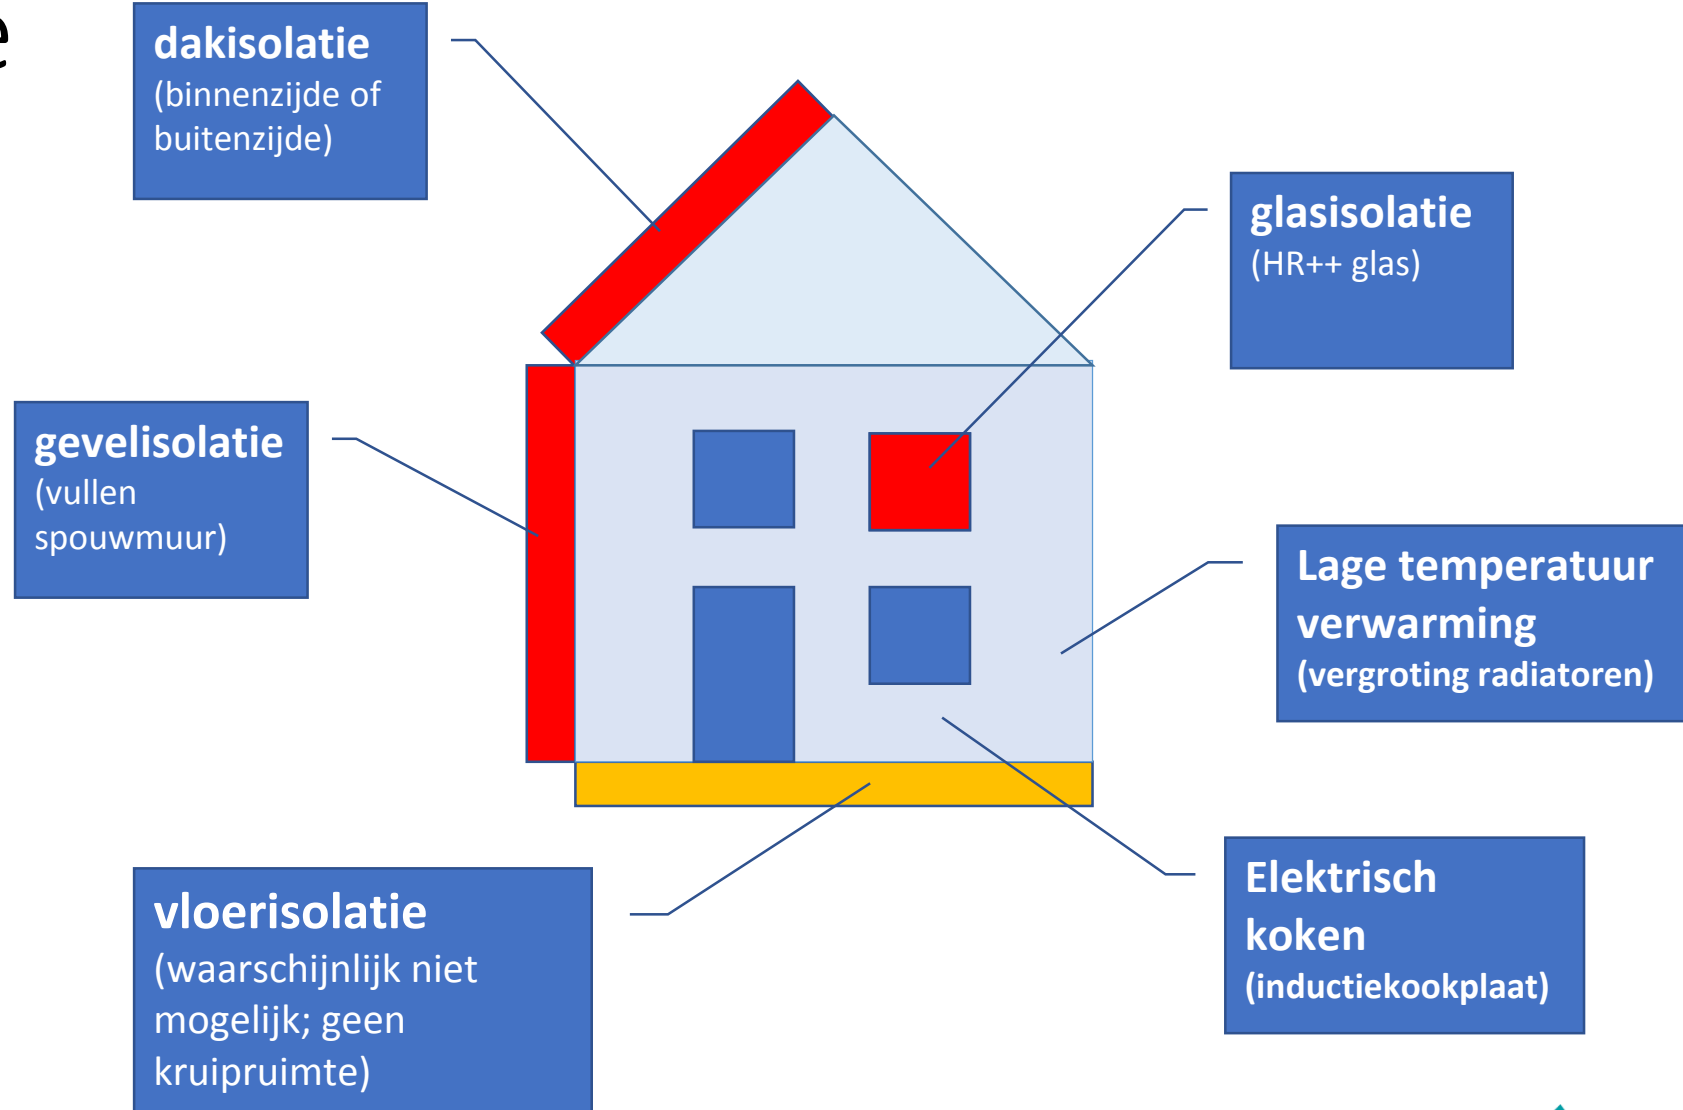 e
dakisolatie
(binnenzijde of
buitenzijde)
glasisolatie
(HR++ glas)
gevelisolatie
(vullen
spouwmuur)
Lage temperatuur
verwarming
(vergroting radiatoren)
Elektrisch
koken
(inductiekookplaat)
vloerisolatie
(waarschijnlijk niet
mogelijk; geen
kruipruimte)